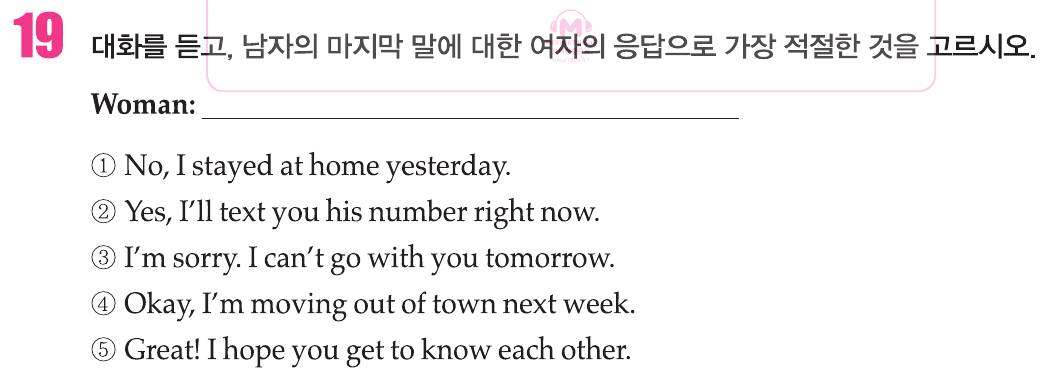 19 대화를 듣고, 남자의 마지막 말에 대한 여자의 응답으로 가장 적절한 것을 고르시오.
Woman:
① No, I stayed at home yesterday.
② Yes, I’ll text you his number right now.
③ I’m sorry. I can’t go with you tomorrow.
④ Okay, I’m moving out of town next week.
⑤ Great! I hope you get to know each other.